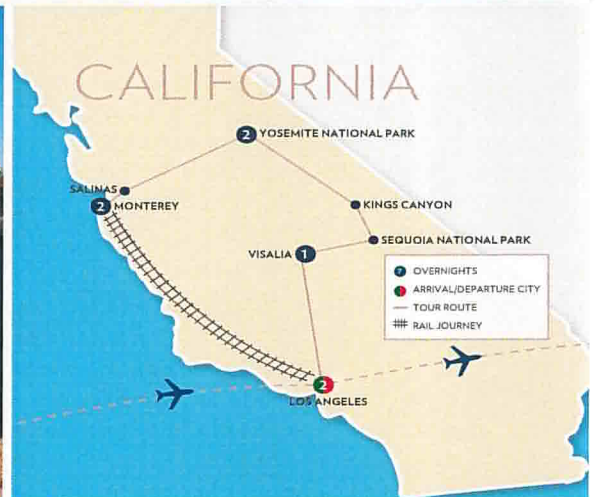 CALIFORNIA
2 YOSEMITE NATIONAL PARK
SALINAS
2 MONTEREY
KINGS CANYON
SEQUOIA NATIONAL PARK
VISALIA 1
? OVERNIGHTS
ARRIVAL/DEPARTURE CITY
TOUR ROUTE
RAIL JOURNEY
2
LOS ANGELES